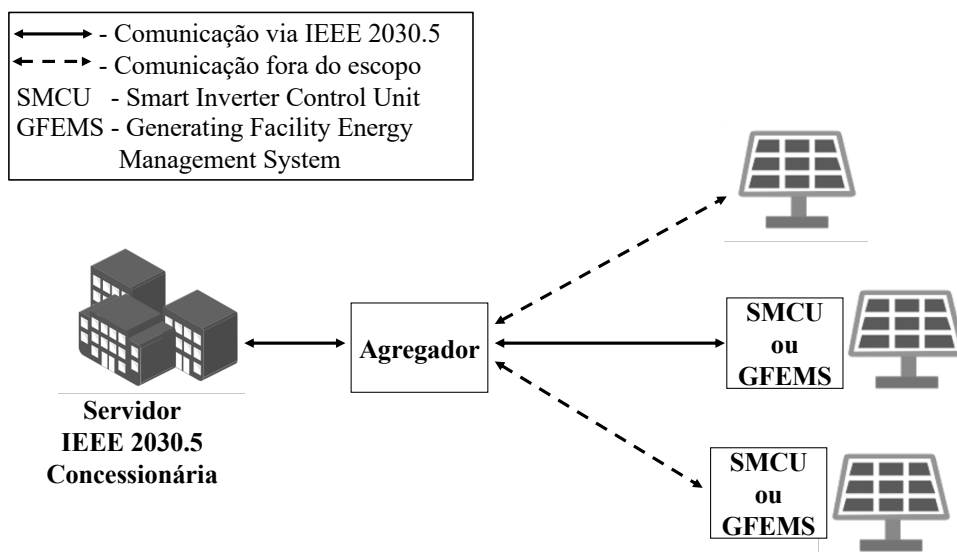 - Comunicação via IEEE 2030.5
- Comunicação fora do escopo
SMCU - Smart Inverter Control Unit
GFEMS - Generating Facility Energy
Management System
Servidor
IEEE 2030.5
Concessionária
Agregador
SMCU
ou
GFEMS
SMCU
ou
GFEMS